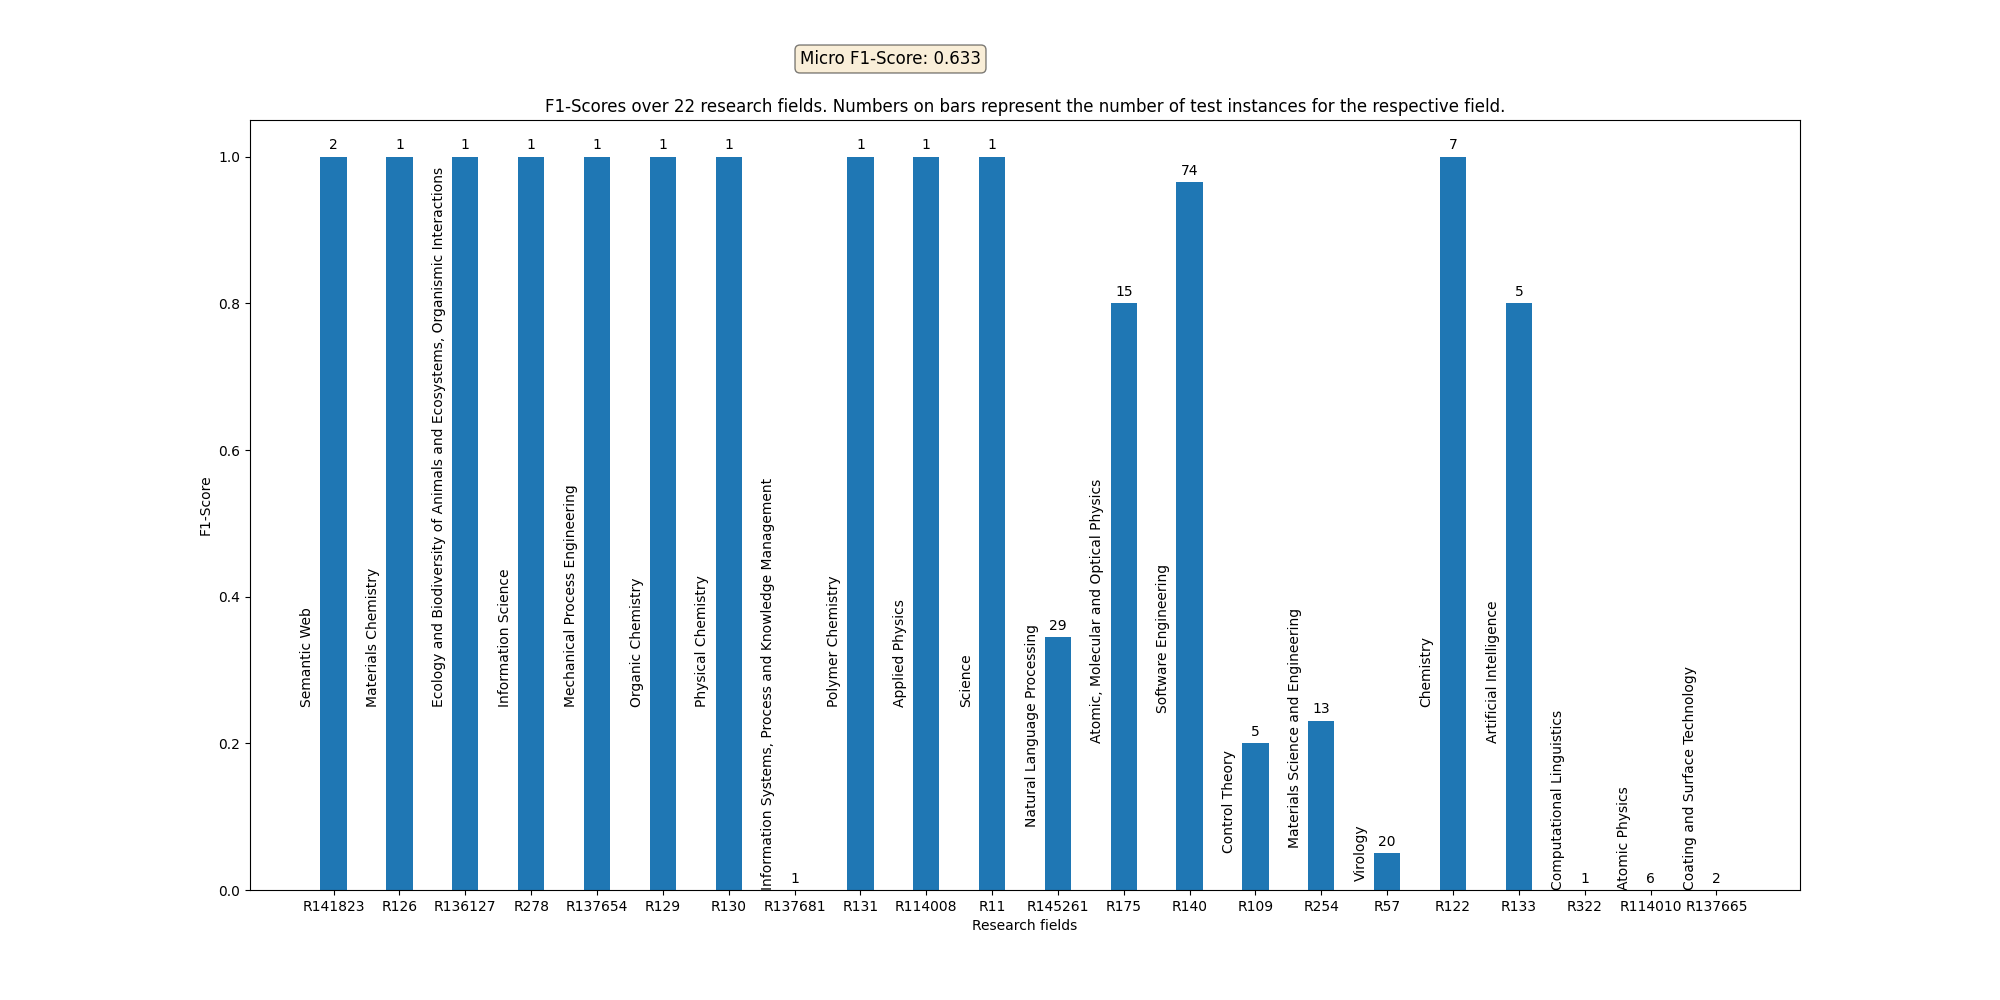 Micro F1-Score: 0.633
F1-Scores over 22 research fields. Numbers on bars represent the number of test instances for the respective field.
F1-Score
1.0
0.8
0.6
0.4
0.2
0.0
2
1
1
1
1
1
1
1
1
1
1
29
15
74
5
13
20
7
5
1
6
2
Semantic Web
Materials Chemistry
Ecology and Biodiversity of Animals and Ecosystems, Organismic Interactions
Information Science
Mechanical Process Engineering
Organic Chemistry
Physical Chemistry
Information Systems, Process and Knowledge Management
Polymer Chemistry
Applied Physics
Science
Natural Language Processing
Atomic, Molecular and Optical Physics
Software Engineering
Control Theory
Materials Science and Engineering
Virology
Chemistry
Artificial Intelligence
Computational Linguistics
Atomic Physics
Coating and Surface Technology
R141823 R126 R136127 R278 R137654 R129 R130 R137681 R131 R114008 R11 R145261 R175 R140 R109 R254 R57 R122 R133 R322 R114010 R137665
Research fields